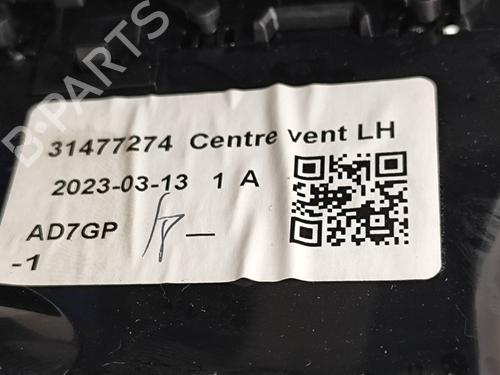 B-PARTS
31477274 Centre vent LH
2023-03-13 1 A
AD7GP
-1